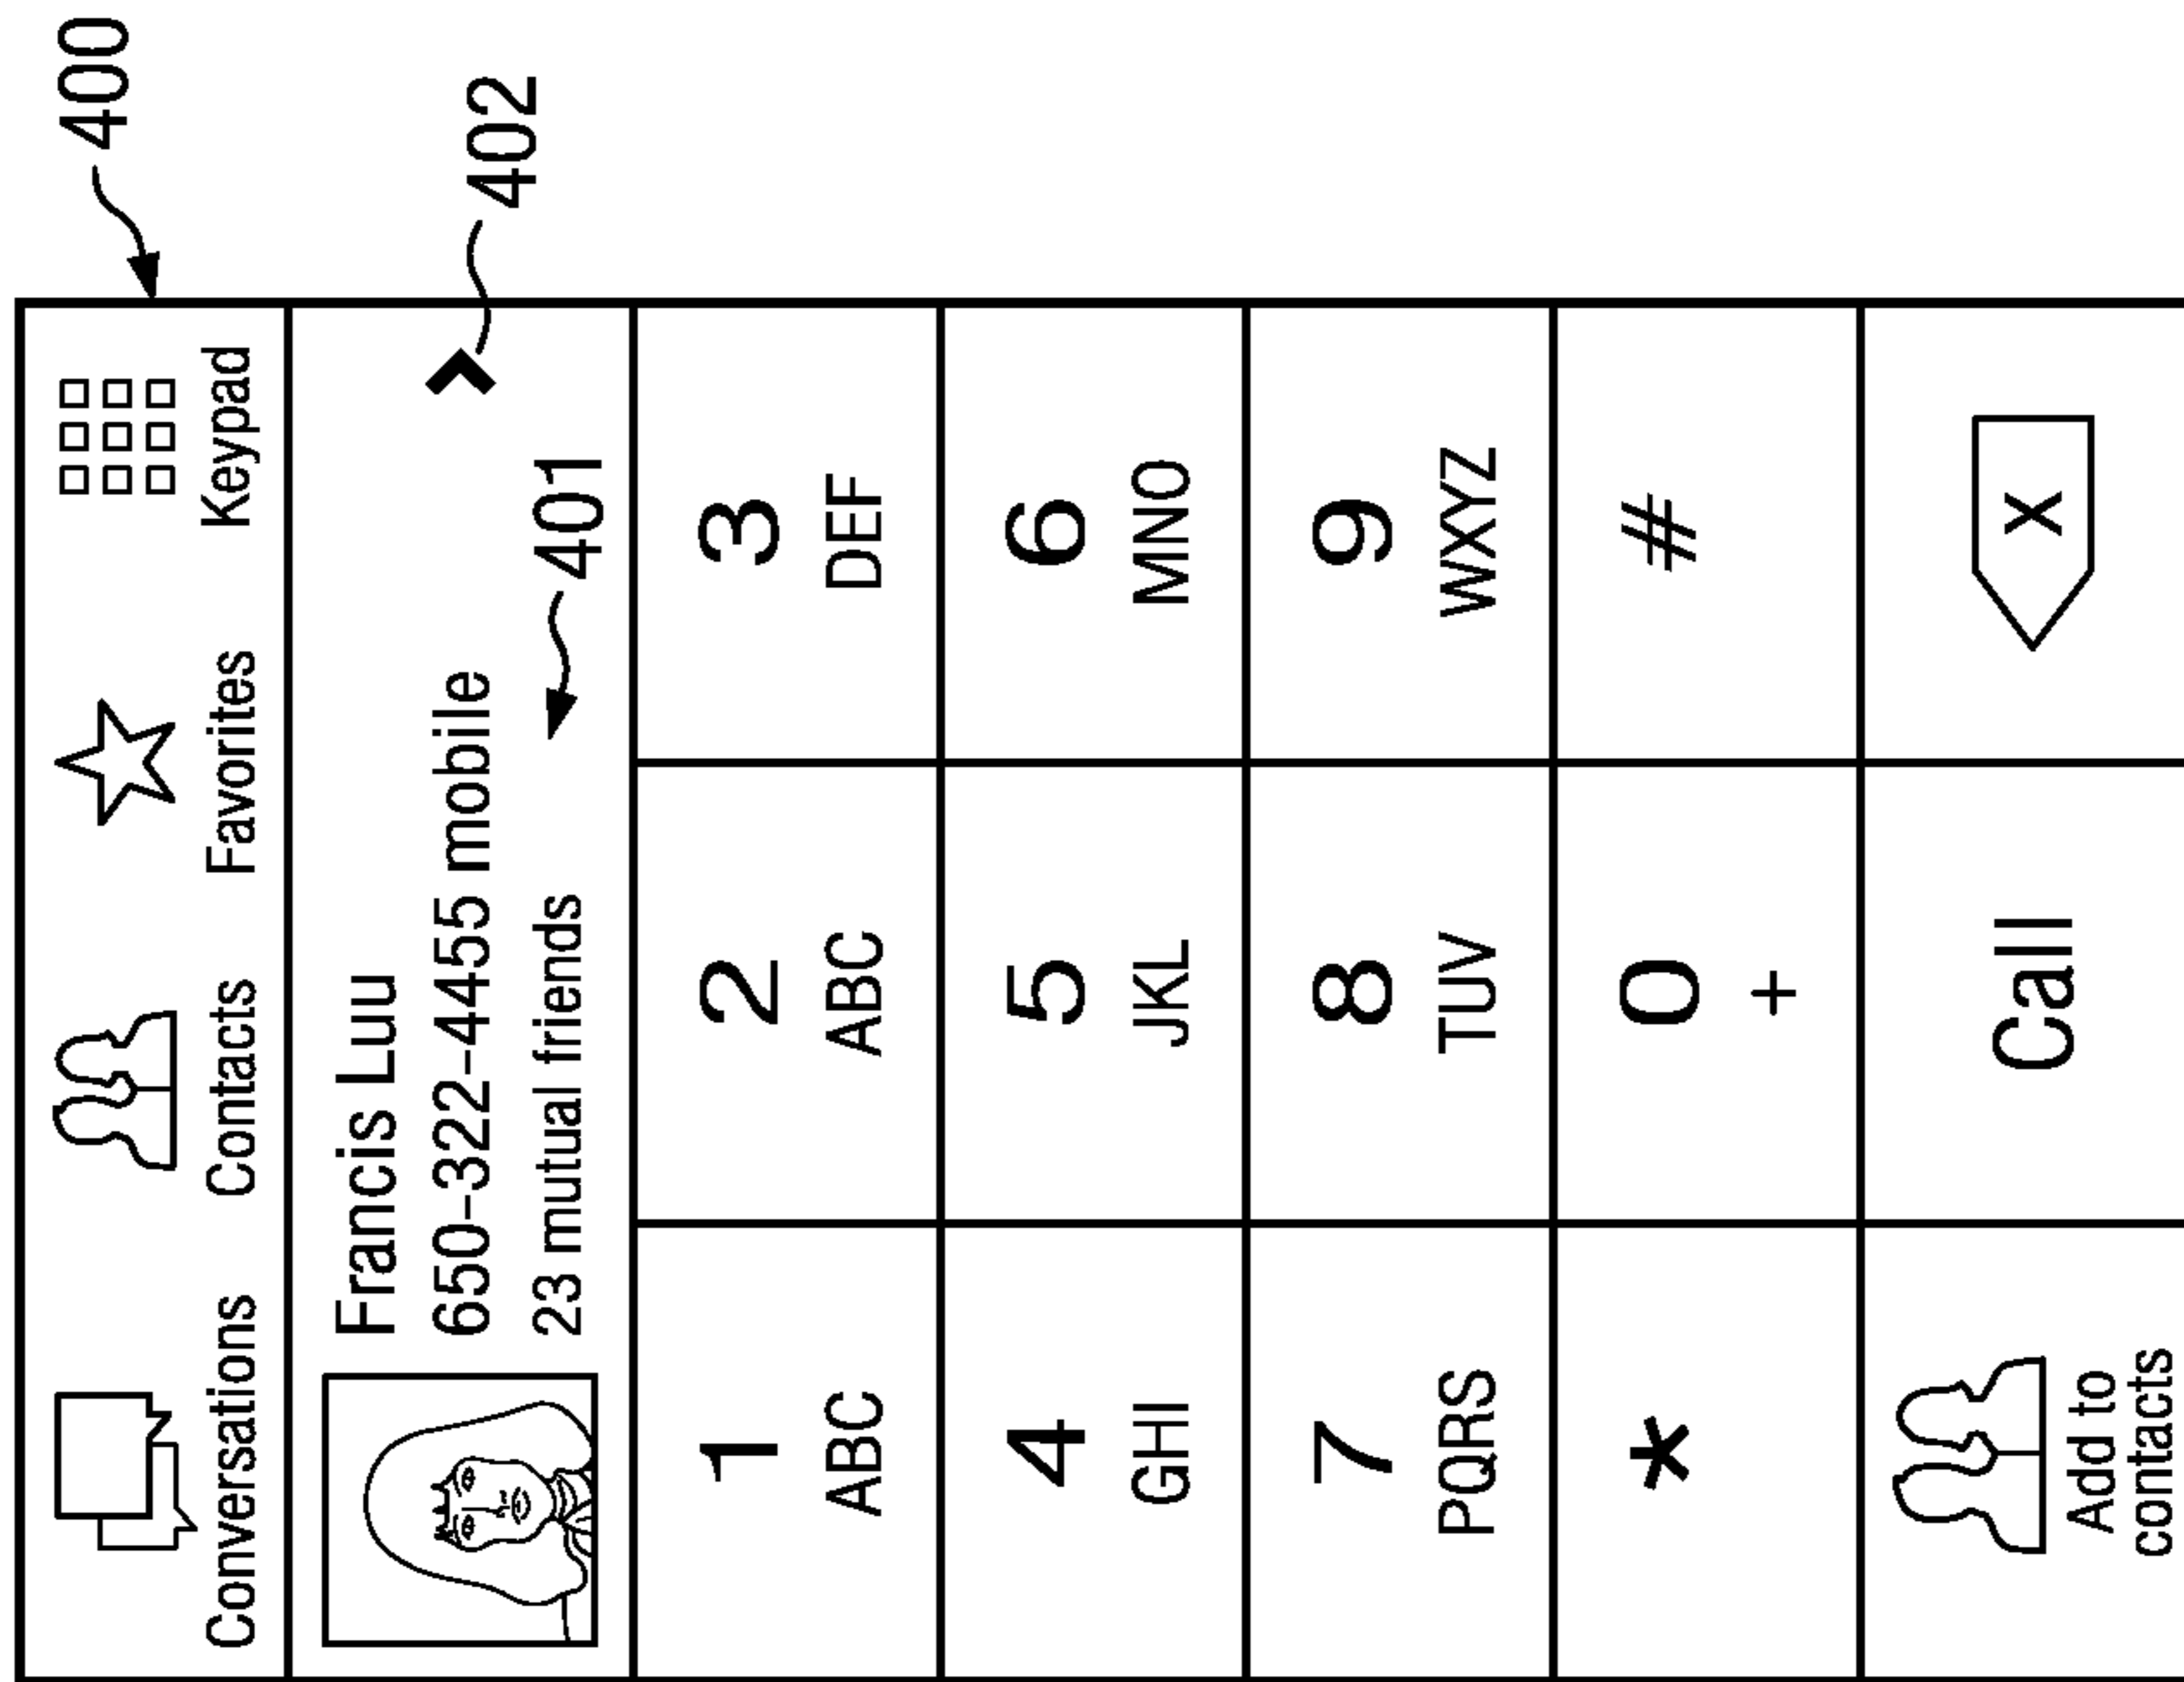 400
Conversations Contacts Favorites Keypad
Francis Luu
402
650-322-4455 mobile
23 mutual friends
401
1 2 3
ABC ABC DEF
4 5 6
GHI JKL MNO
7 8 9
PQRS TUV WXYZ
* 0 #
+
Call X
Add to
contacts